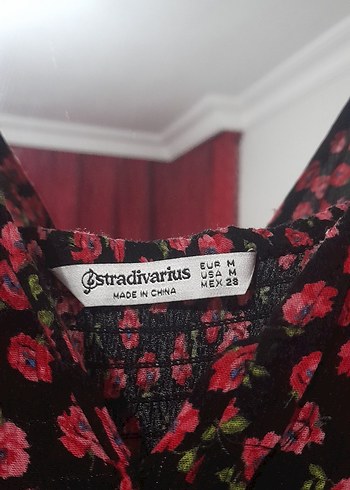 stradivarius
MADE IN CHINA
EUR M
USA M
MEX 28